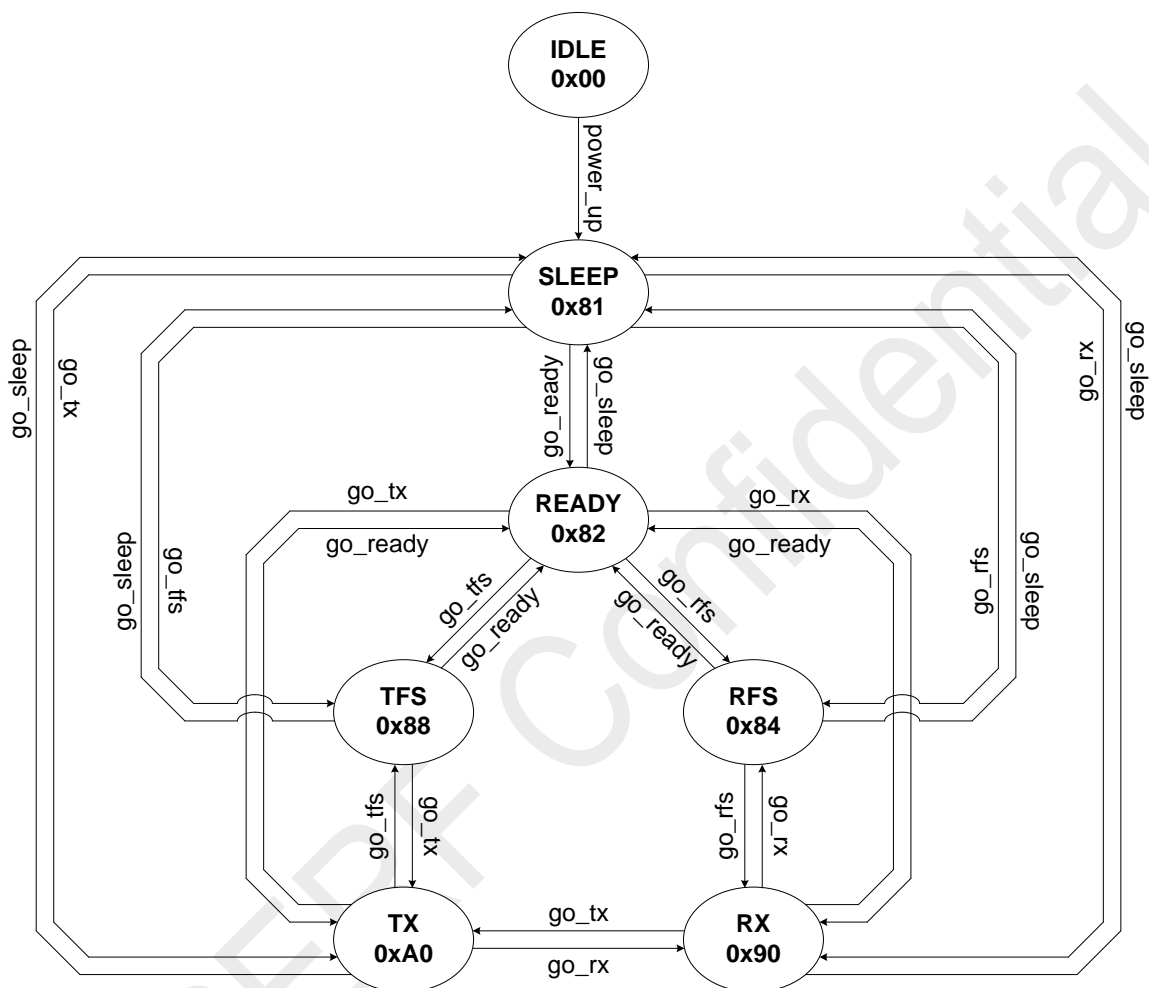 IDLE
0x00
power_up
SLEEP
0x81
go_sleep
go_tx
go_rx
go_sleep
go_ready
go_sleep
go_tx
READY
0x82
go_rx
go_ready
go_ready
go_sleep
go_tfs
go_tfs
go_ready
go_rfs
go_ready
go_rfs
go_sleep
TFS
0x88
RFS
0x84
go_tfs
go_tx
go_rfs
go_rx
TX
0xA0
go_tx
go_rx
RX
0x90
Confidential